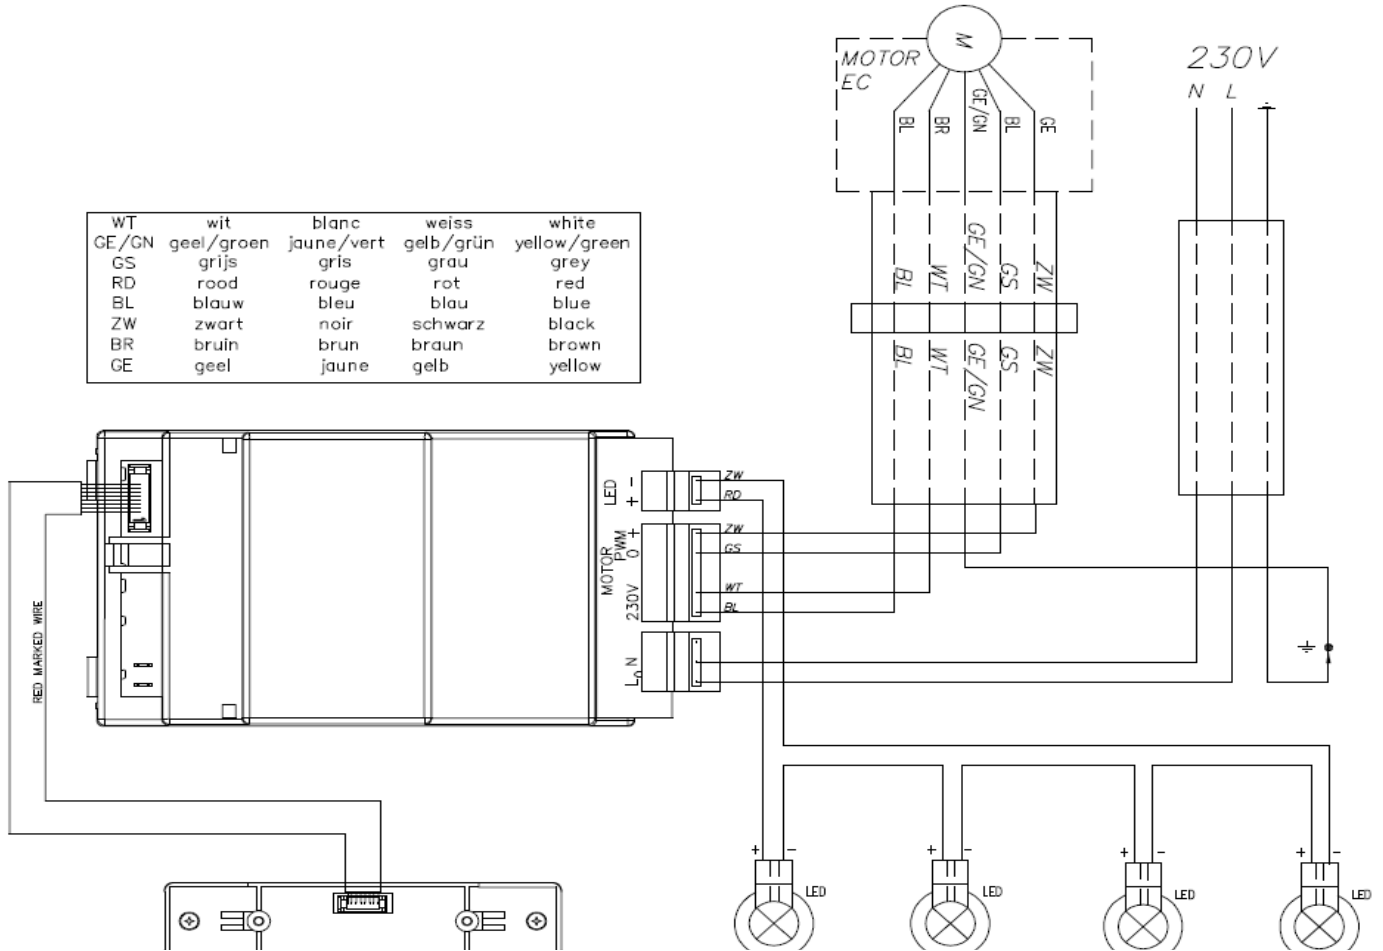 MOTOR
EC
M
230V
N L
BL BR GE/GN BL GE
BL WT GE/GN GS ZW
BL WT GE/GN GS ZW
WT wit blanc weiss white
GE/GN geel/groen jaune/vert gelb/grün yellow/green
GS grijs gris grau grey
RD rood rouge rot red
BL blauw bleu blau blue
ZW zwart noir schwarz black
BR bruin brun braun brown
GE geel jaune gelb yellow
LED
+ -
ZW
RD
MOTOR
PWM
0 +
230V
ZW
GS
WT
BL
L N
RED MARKED WIRE
+ - LED
+ - LED
+ - LED
+ - LED